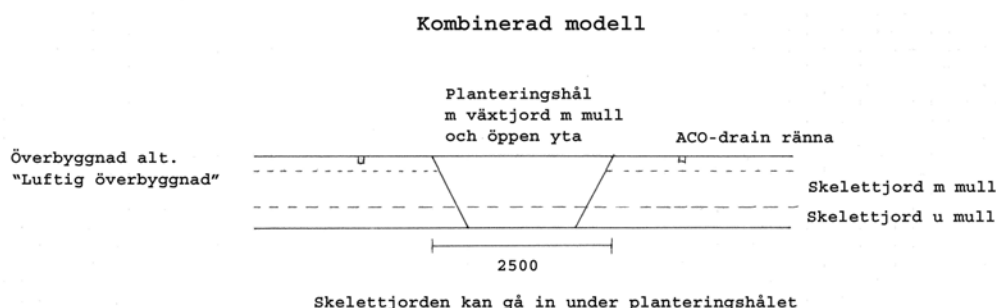 Kombinerad modell
Planteringshål
m växtjord m mull
och öppen yta
ACO-drain ränna
Överbyggnad alt.
"Luftig överbyggnad"
Skelettjord m mull
Skelettjord u mull
2500
Skelettjorden kan gå in under planteringshålet